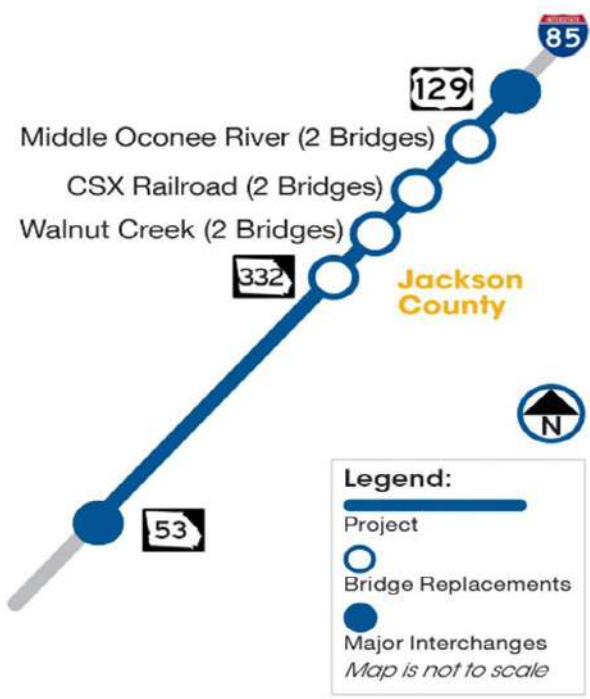 INTERSTATE
85
129
Middle Oconee River (2 Bridges)
CSX Railroad (2 Bridges)
Walnut Creek (2 Bridges)
332
Jackson
County
N
53
Legend:
Project
Bridge Replacements
Major Interchanges
Map is not to scale